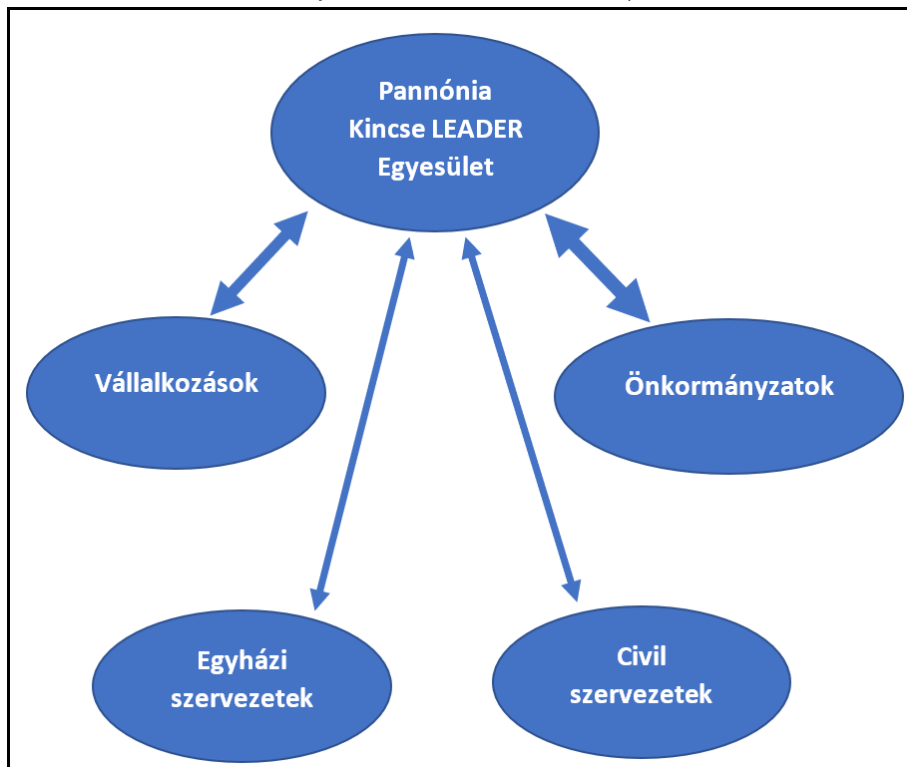 Pannónia
Kincse LEADER
Egyesület
Vállalkozások
Önkormányzatok
Egyházi
szervezetek
Civil
szervezetek